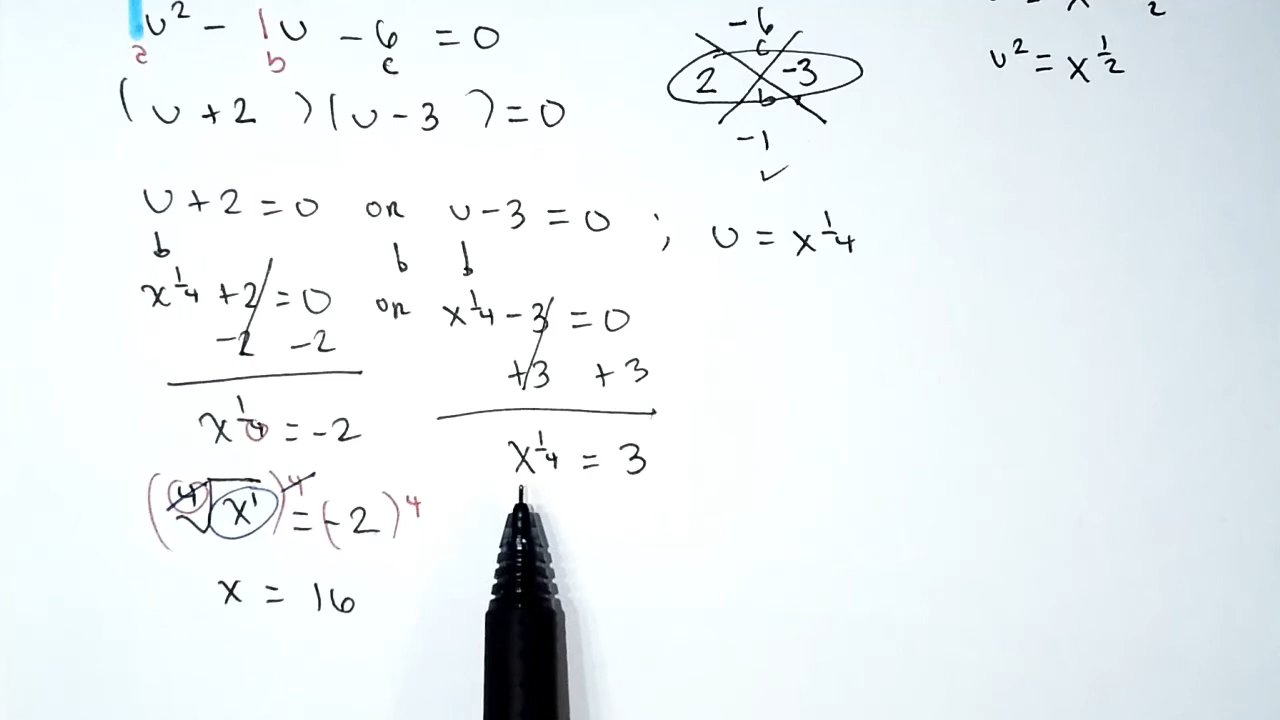 1u² - 1u - 6 = 0
a b c
(u + 2 )(u - 3 ) = 0
-6
c
2 -3
b
-1
✓
u² = x^1/2
u + 2 = 0 or u - 3 = 0 ; u = x^1/4
x^1/4 + 2 = 0 or x^1/4 - 3 = 0
-2 -2
+3 +3
x^1/4 = -2
x^1/4 = 3
(⁴√x¹)⁴ = (-2)⁴
x = 16